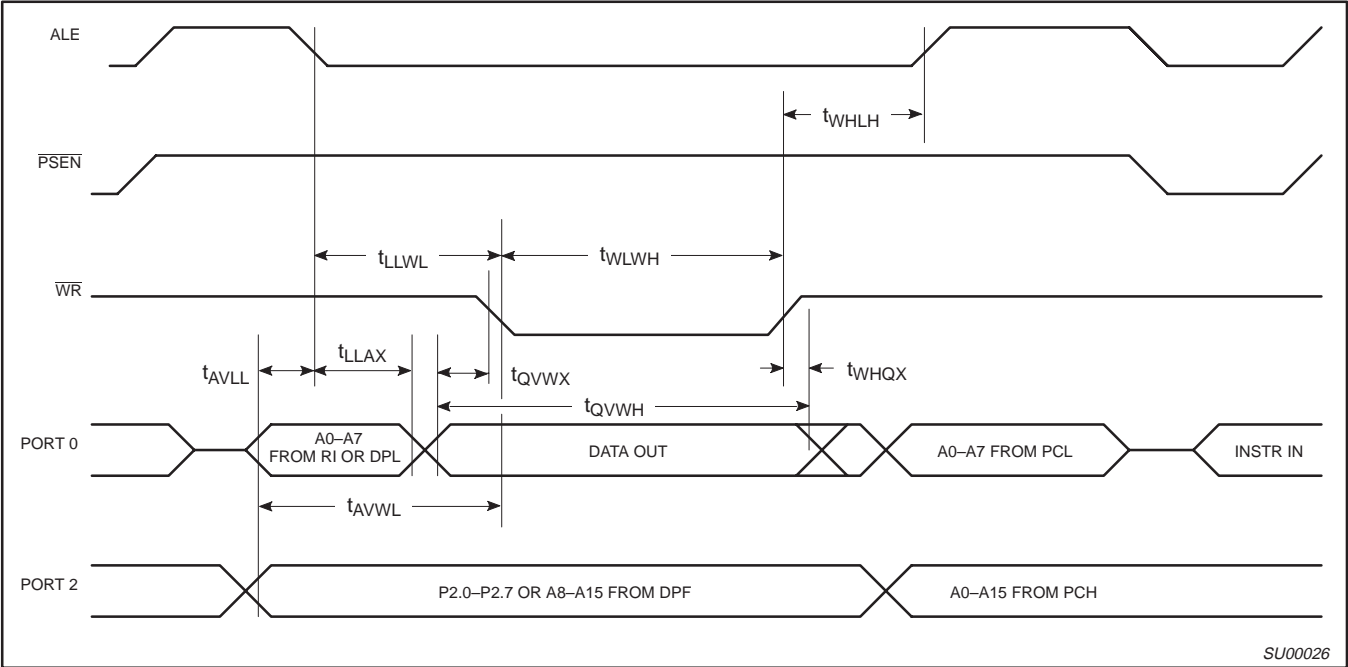 ALE
tWHLH
PSEN
tLLWL
tWLWH
WR
tAVLL
tLLAX
tQVWX
tWHQX
tQVWH
PORT 0
A0–A7
FROM RI OR DPL
DATA OUT
A0–A7 FROM PCL
INSTR IN
tAVWL
PORT 2
P2.0–P2.7 OR A8–A15 FROM DPF
A0–A15 FROM PCH
SU00026